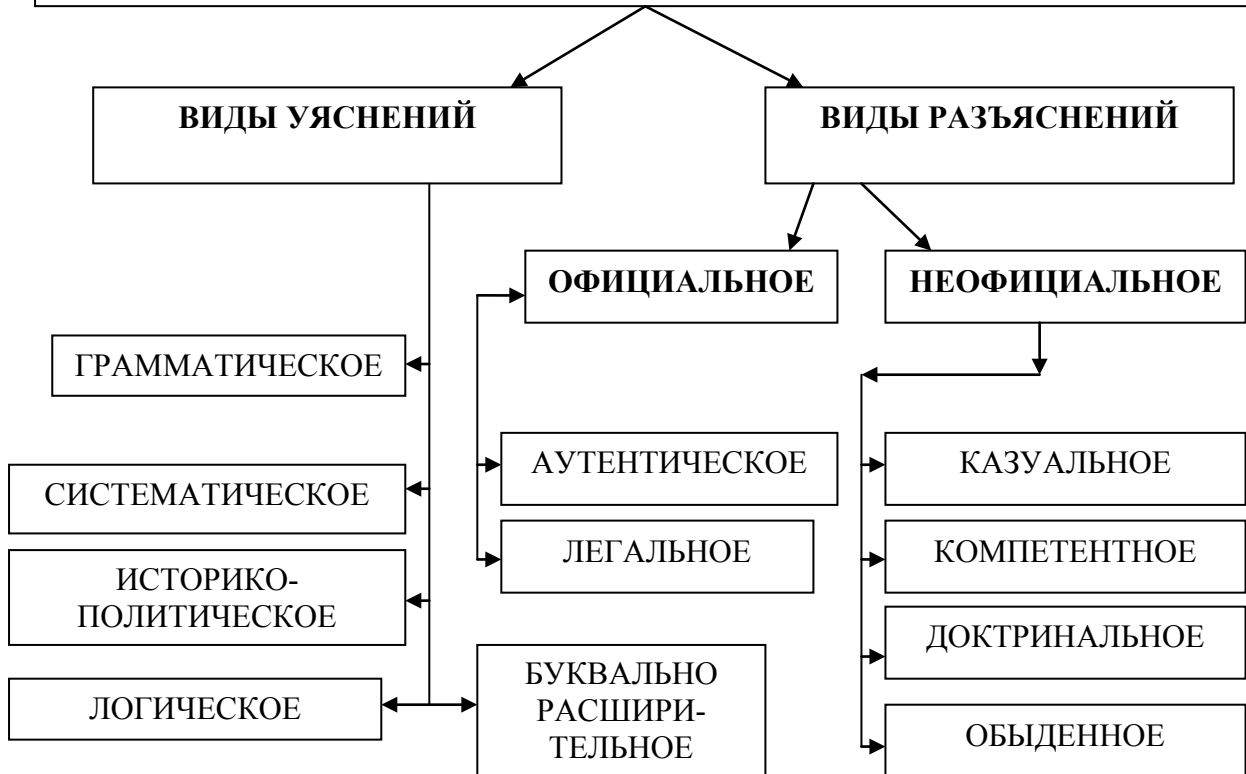 ВИДЫ УЯСНЕНИЙ
ВИДЫ РАЗЪЯСНЕНИЙ
ОФИЦИАЛЬНОЕ
НЕОФИЦИАЛЬНОЕ
ГРАММАТИЧЕСКОЕ
СИСТЕМАТИЧЕСКОЕ
ИСТОРИКО-
ПОЛИТИЧЕСКОЕ
ЛОГИЧЕСКОЕ
БУКВАЛЬНО
РАСШИРИ-
ТЕЛЬНОЕ
АУТЕНТИЧЕСКОЕ
ЛЕГАЛЬНОЕ
КАЗУАЛЬНОЕ
КОМПЕТЕНТНОЕ
ДОКТРИНАЛЬНОЕ
ОБЫДЕННОЕ